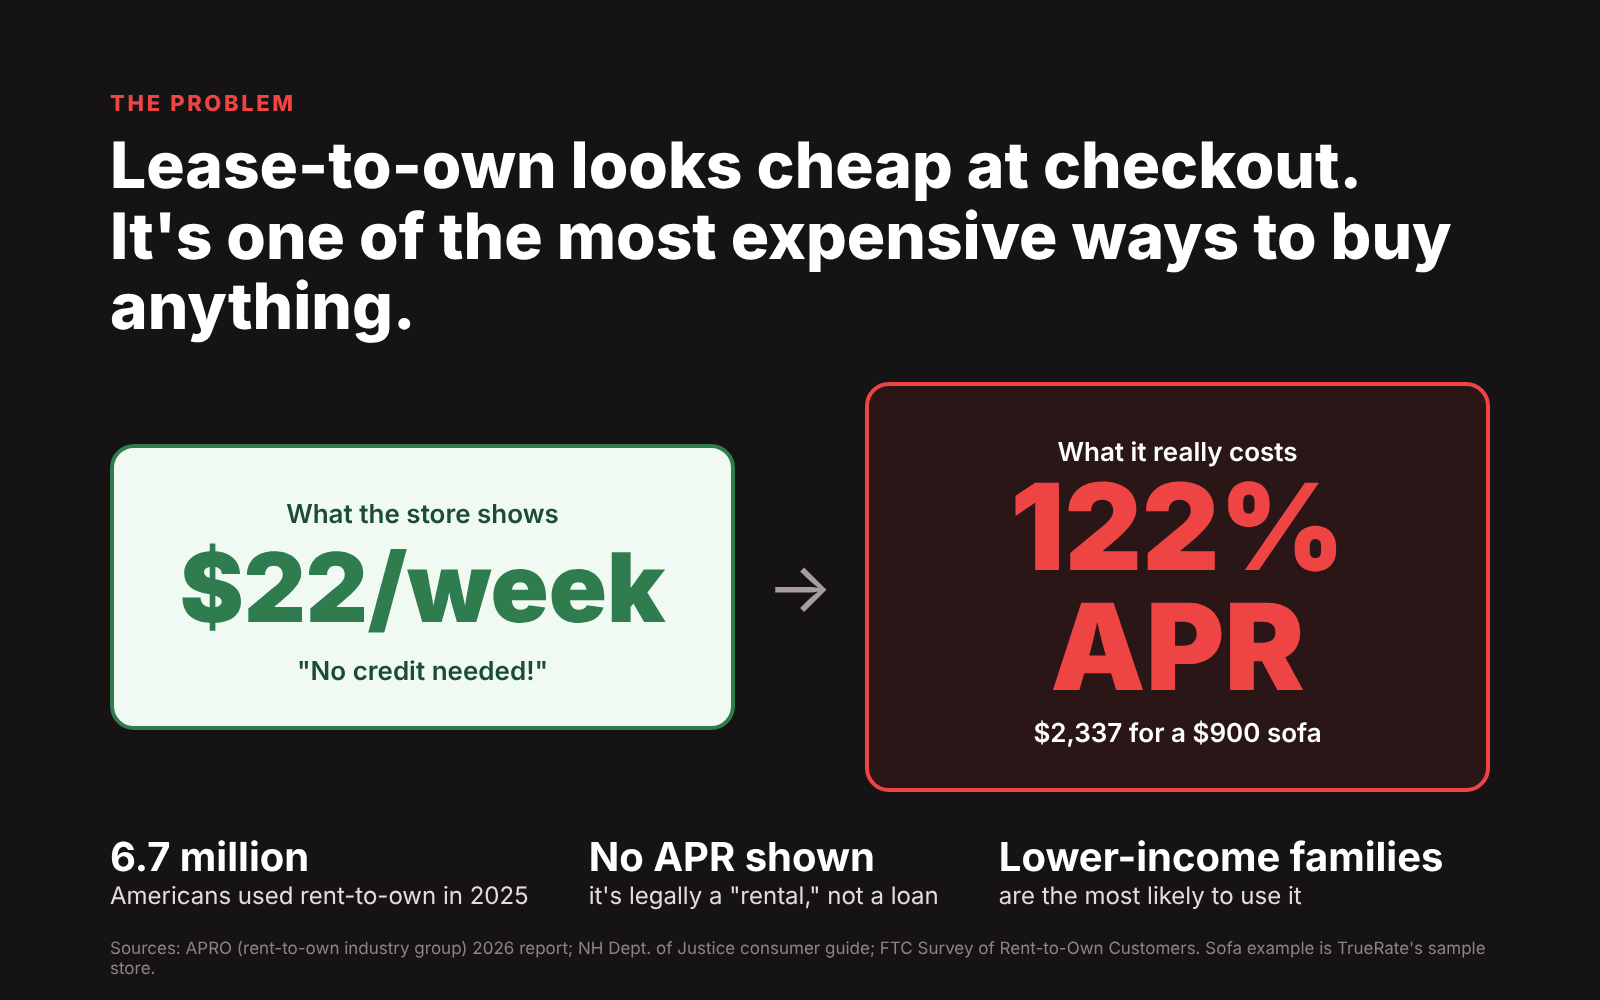 THE PROBLEM
Lease-to-own looks cheap at checkout.
It's one of the most expensive ways to buy
anything.
What the store shows
$22/week
"No credit needed!"
→
What it really costs
122%
APR
$2,337 for a $900 sofa
6.7 million
Americans used rent-to-own in 2025
No APR shown
it's legally a "rental," not a loan
Lower-income families
are the most likely to use it
Sources: APRO (rent-to-own industry group) 2026 report; NH Dept. of Justice consumer guide; FTC Survey of Rent-to-Own Customers. Sofa example is TrueRate's sample
store.